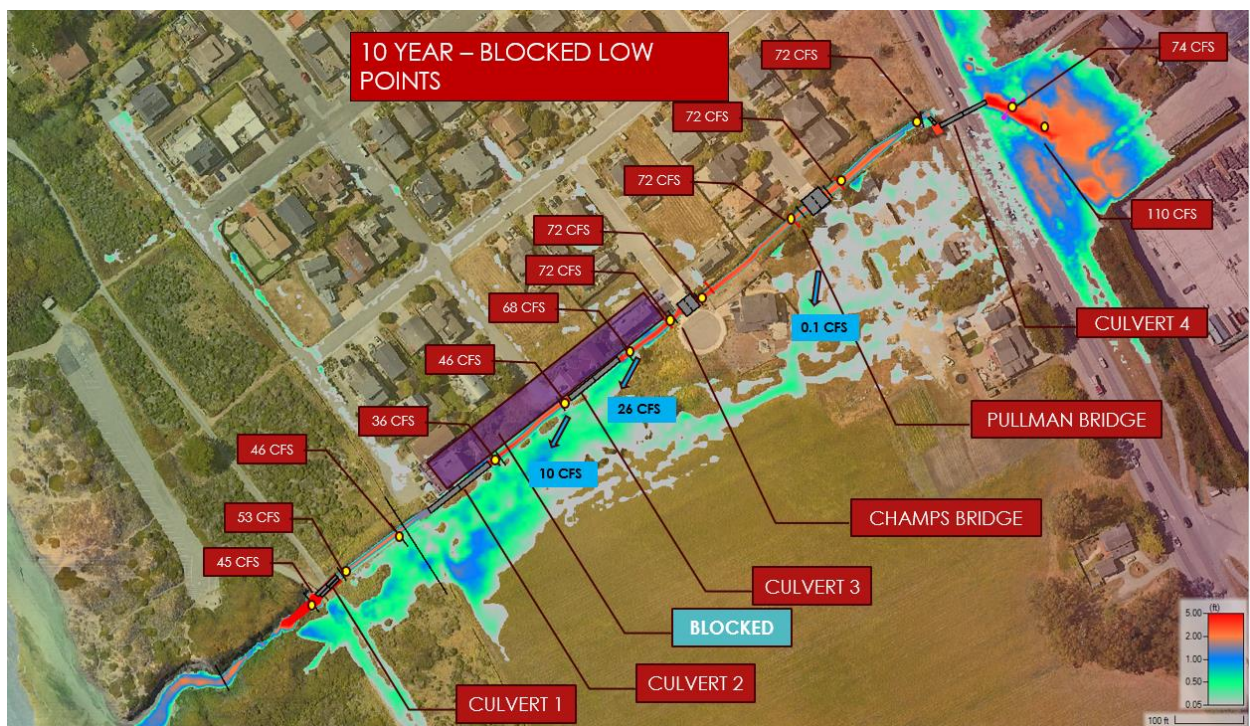 10 YEAR – BLOCKED LOW
POINTS
72 CFS
74 CFS
72 CFS
72 CFS
110 CFS
72 CFS
72 CFS
68 CFS
0.1 CFS
CULVERT 4
46 CFS
26 CFS
PULLMAN BRIDGE
36 CFS
10 CFS
46 CFS
CHAMPS BRIDGE
53 CFS
45 CFS
CULVERT 3
BLOCKED
CULVERT 2
CULVERT 1
(ft)
5.00
2.00
1.00
0.50
0.05
100 ft